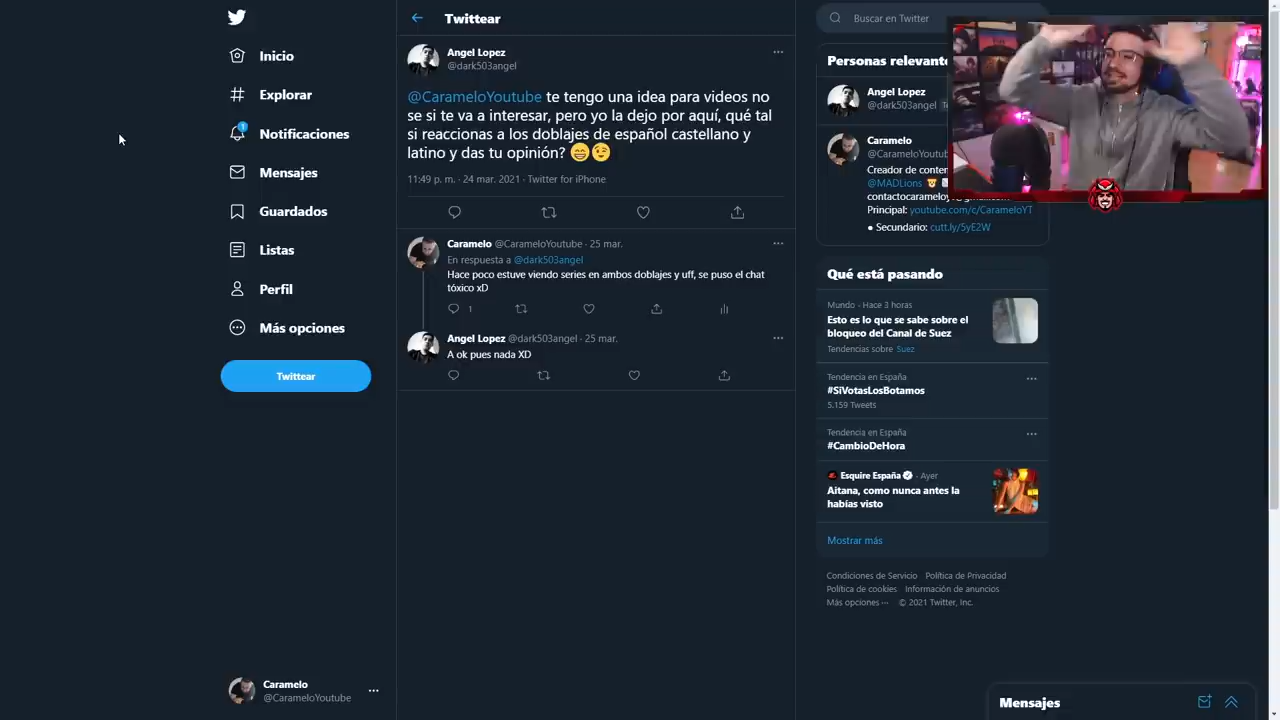 Inicio
Explorar
1
Notificaciones
Mensajes
Guardados
Listas
Perfil
Más opciones
Twittear
Caramelo
@CarameloYoutube
Twittear
Angel Lopez
@dark503angel
@CarameloYoutube te tengo una idea para videos no
se si te va a interesar, pero yo la dejo por aquí, qué tal
si reaccionas a los doblajes de español castellano y
latino y das tu opinión? 😁😉
11:49 p. m. · 24 mar. 2021 · Twitter for iPhone
Caramelo @CarameloYoutube · 25 mar.
En respuesta a @dark503angel
Hace poco estuve viendo series en ambos doblajes y uff, se puso el chat
tóxico xD
1
Angel Lopez @dark503angel · 25 mar.
A ok pues nada XD
Buscar en Twitter
Personas relevante
Angel Lopez
@dark503angel
Caramelo
@CarameloYoutub
Creador de conten
@MADLions
Principal: youtube.com/c/CarameloYT
● Secundario: cutt.ly/5yE2W
Qué está pasando
Mundo · Hace 3 horas
Esto es lo que se sabe sobre el
bloqueo del Canal de Suez
Tendencias sobre Suez
Tendencia en España
#SiVotasLosBotamos
5.159 Tweets
Tendencia en España
#CambioDeHora
Esquire España · Ayer
Aitana, como nunca antes la
habías visto
Mostrar más
Condiciones de Servicio Política de Privacidad
Política de cookies Información de anuncios
Más opciones ··· © 2021 Twitter, Inc.
Mensajes